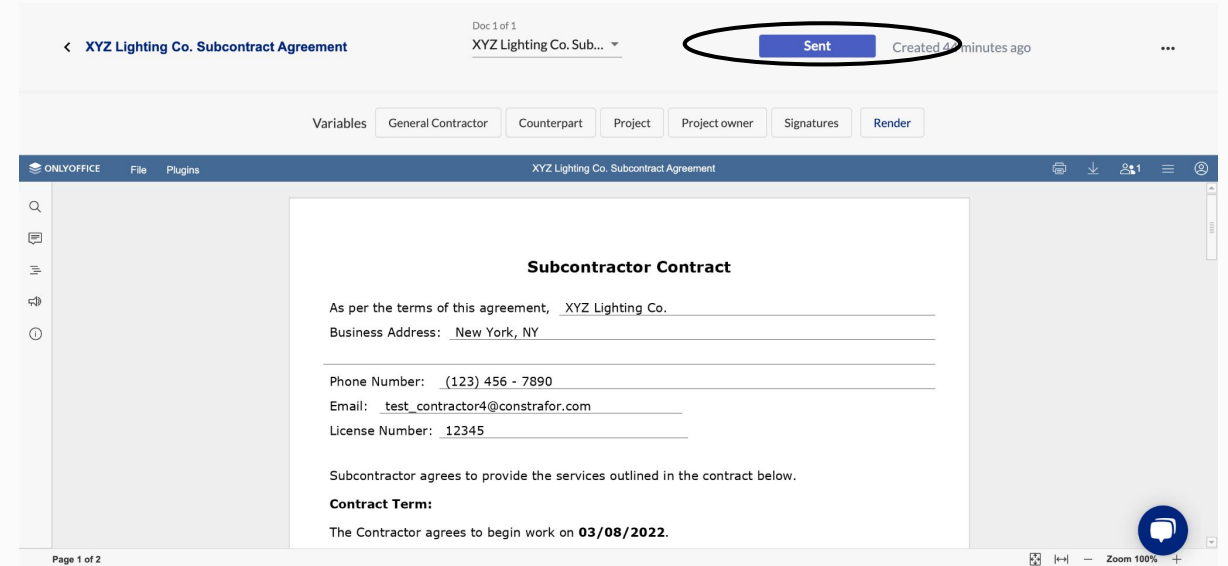 Doc 1 of 1
XYZ Lighting Co. Subcontract Agreement
XYZ Lighting Co. Sub...
Sent
Created 44 minutes ago
Variables General Contractor Counterpart Project Project owner Signatures Render
ONLYOFFICE File Plugins XYZ Lighting Co. Subcontract Agreement 1
Subcontractor Contract
As per the terms of this agreement, XYZ Lighting Co.
Business Address: New York, NY
Phone Number: (123) 456 - 7890
Email: test_contractor4@constrafor.com
License Number: 12345
Subcontractor agrees to provide the services outlined in the contract below.
Contract Term:
The Contractor agrees to begin work on 03/08/2022.
Page 1 of 2 Zoom 100%